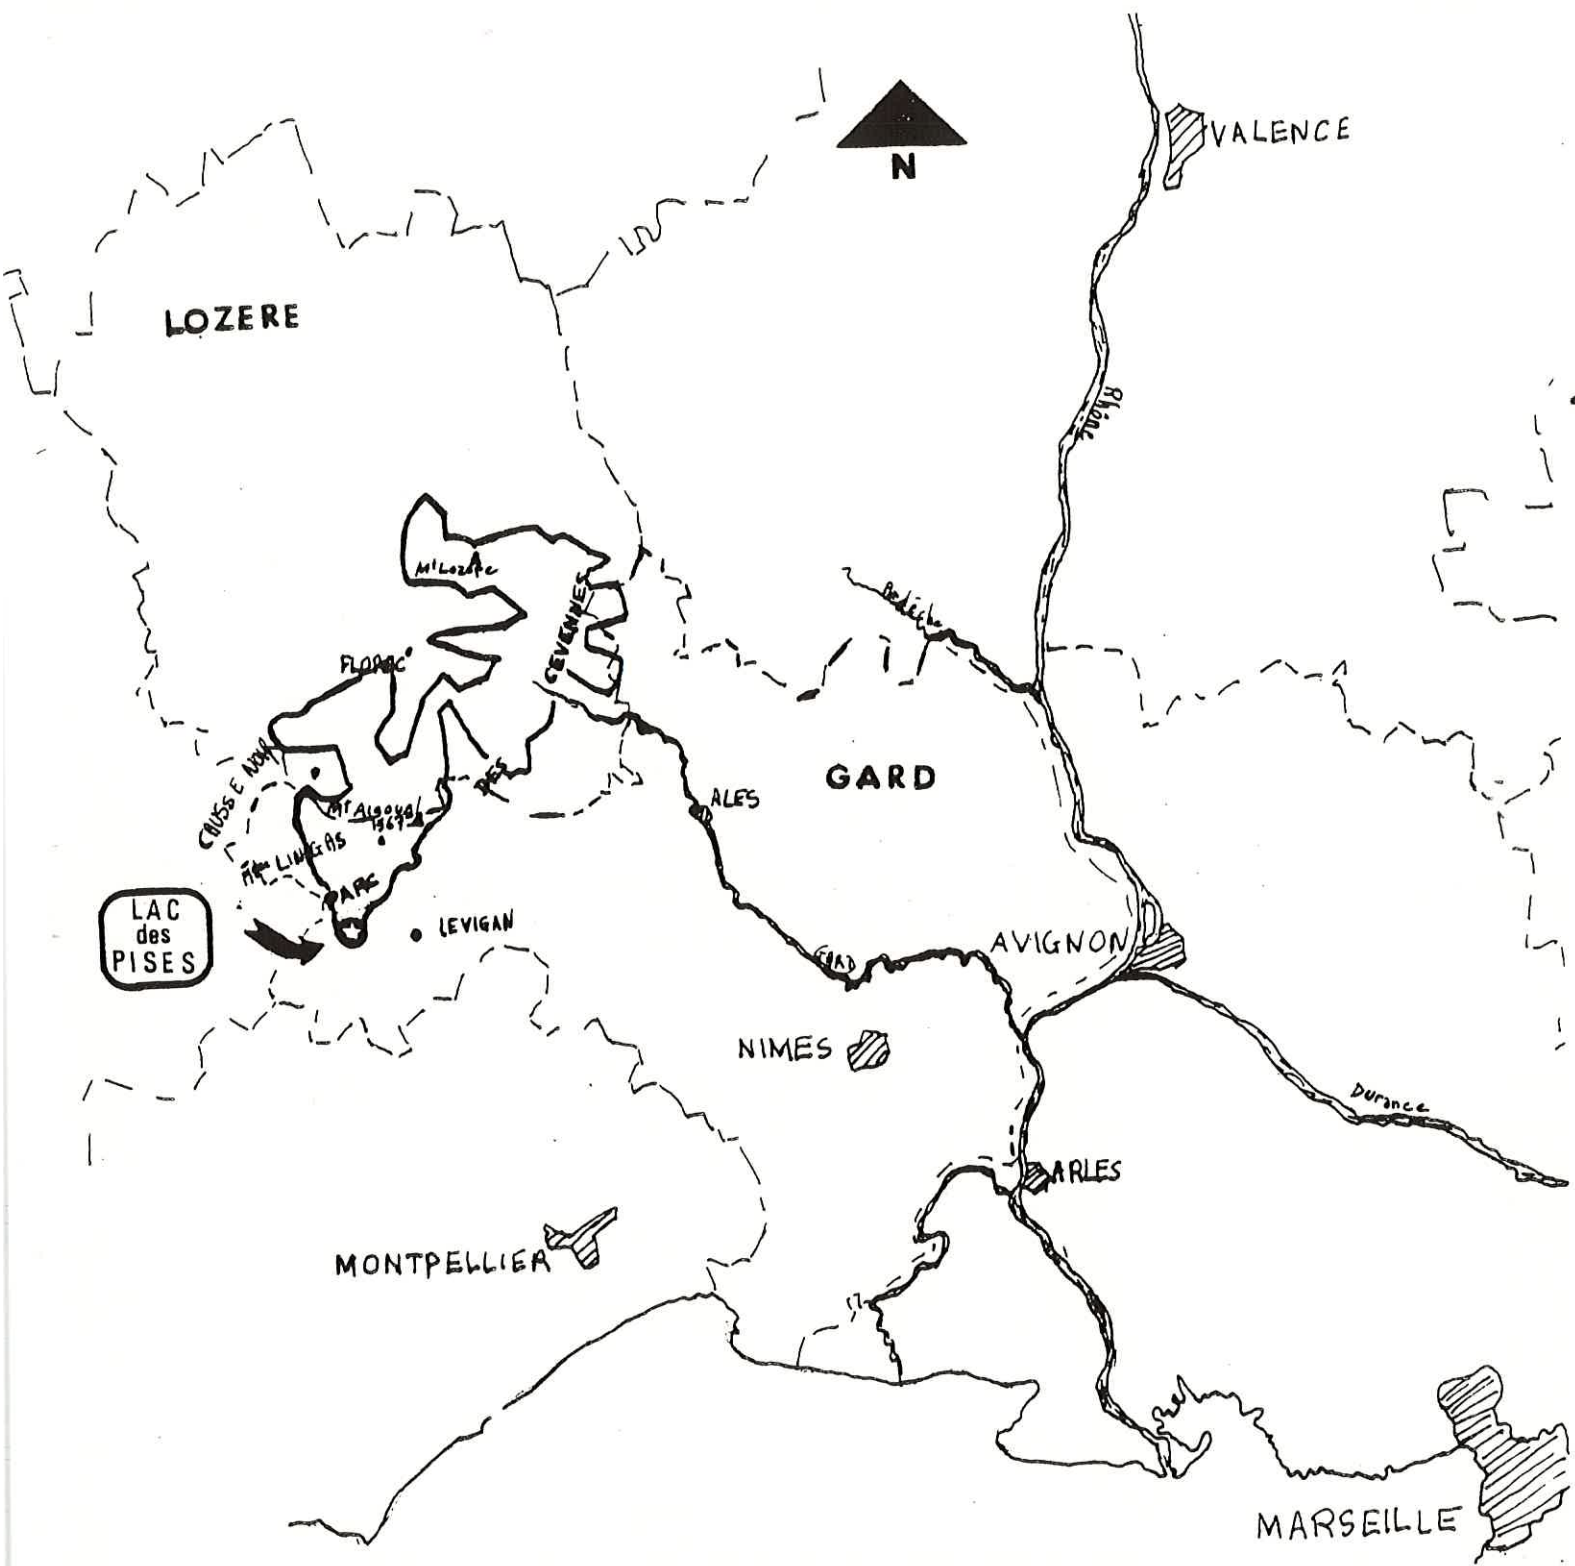 VALENCE
N
LOZERE
Rhône
Mt Lozère
CEVENNES
Ardèche
FLORAC
CAUSSE NOIR
DES
GARD
ALES
Mt Aigoual
1567
LINGAS
PARC
LAC
des
PISES
LEVIGAN
AVIGNON
GARD
NIMES
Durance
ARLES
MONTPELLIER
MARSEILLE